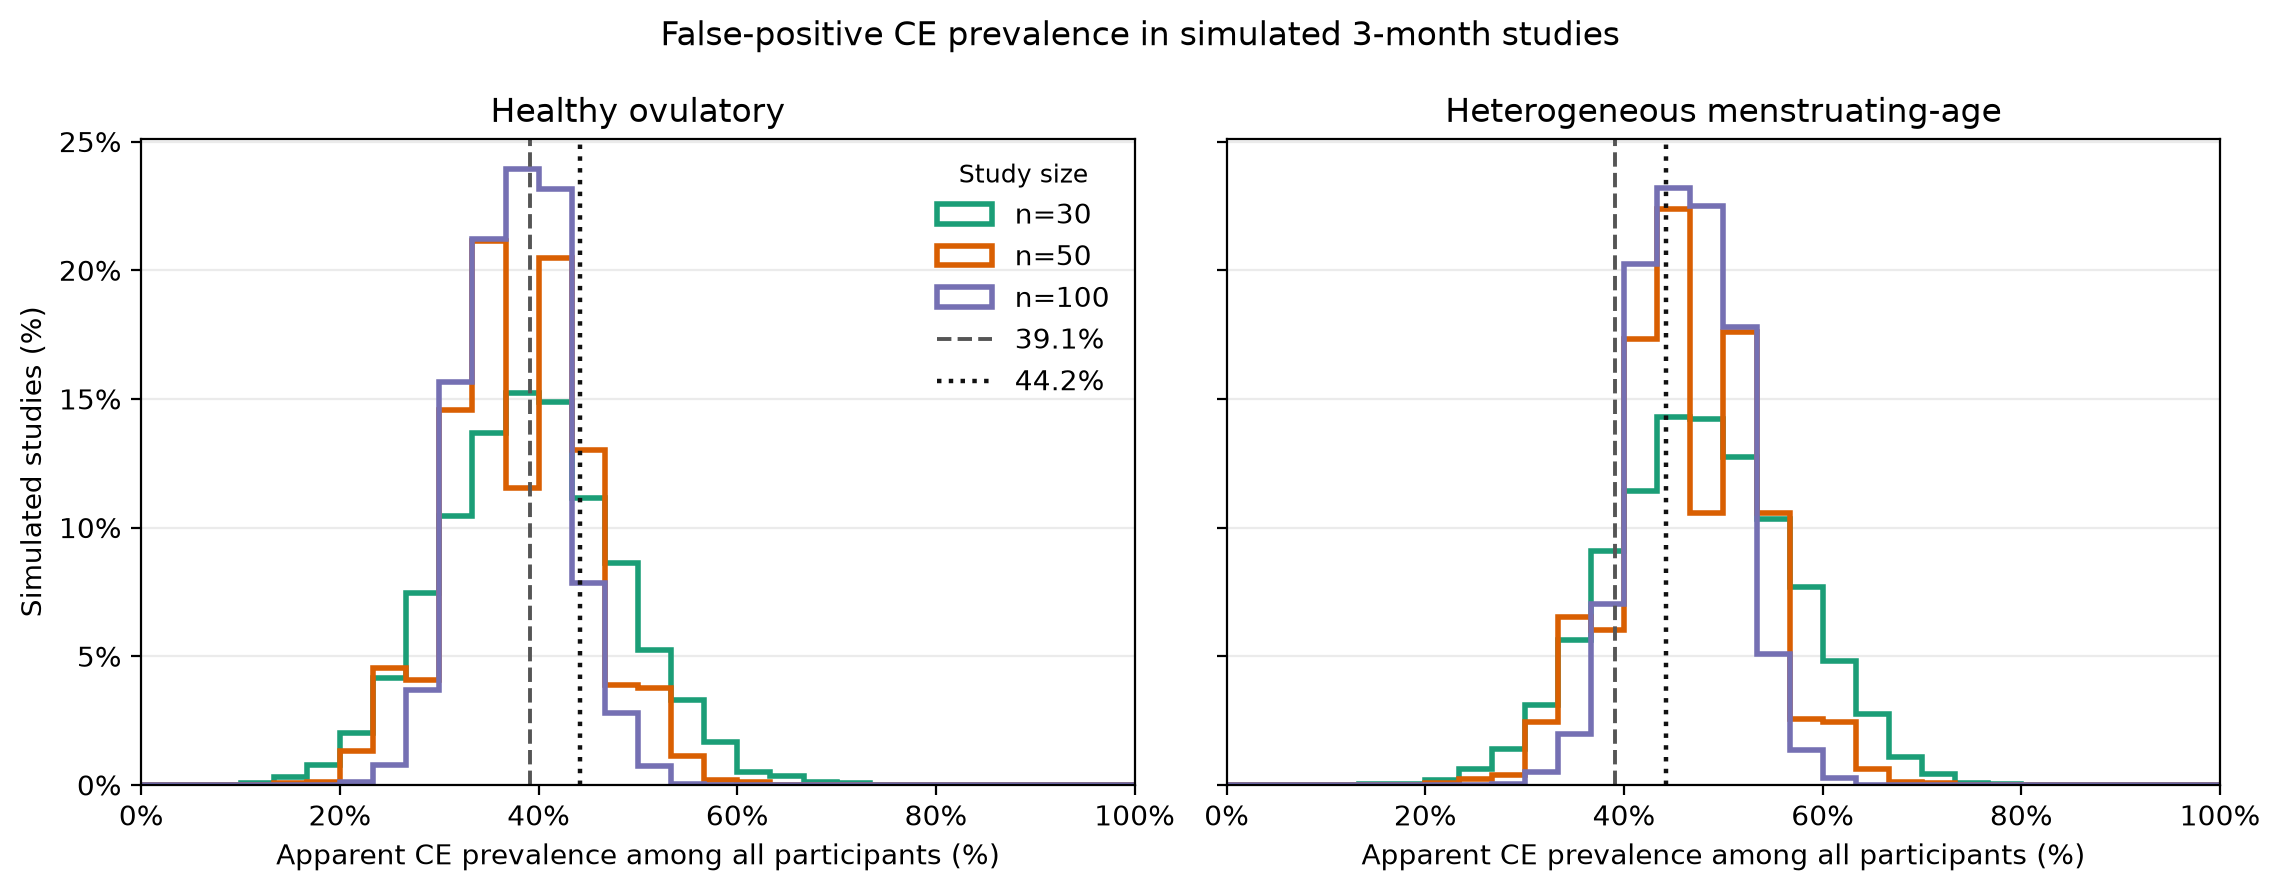 False-positive CE prevalence in simulated 3-month studies
Healthy ovulatory
Simulated studies (%)
25%
20%
15%
10%
5%
0%
Study size
n=30
n=50
n=100
39.1%
44.2%
0%
20%
40%
60%
80%
100%
Apparent CE prevalence among all participants (%)
Heterogeneous menstruating-age
0%
20%
40%
60%
80%
100%
Apparent CE prevalence among all participants (%)